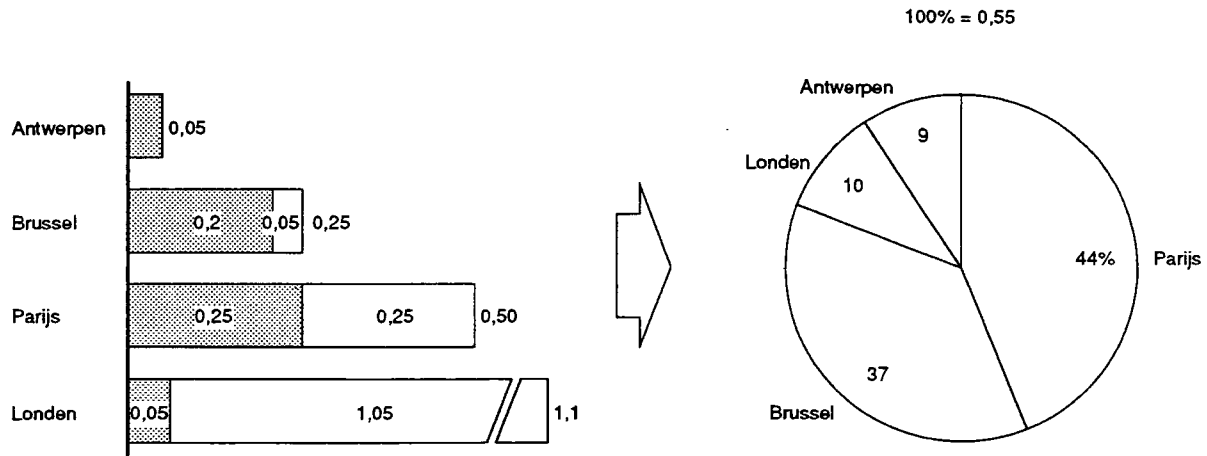 100% = 0,55
Antwerpen 0,05
Brussel 0,2 0,05 0,25
Parijs 0,25 0,25 0,50
Londen 0,05 1,05 1,1
Antwerpen
9
Londen
10
44% Parijs
37
Brussel